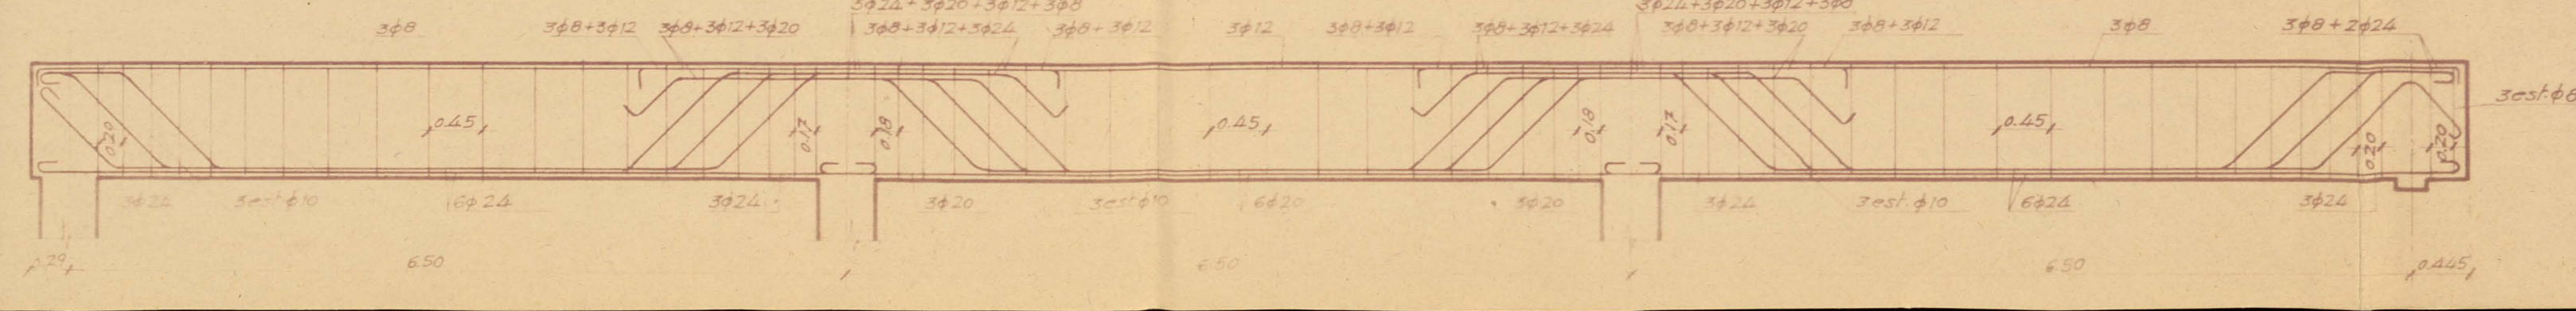 3ϕ24+3ϕ20+3ϕ12+3ϕ8 3ϕ24+3ϕ20+3ϕ12+3ϕ8
3ϕ8 3ϕ8+3ϕ12 3ϕ8+3ϕ12+3ϕ20 3ϕ8+3ϕ12+3ϕ24 3ϕ8+3ϕ12 3ϕ12 3ϕ8+3ϕ12 3ϕ8+3ϕ12+3ϕ24 3ϕ8+3ϕ12+3ϕ20 3ϕ8+3ϕ12 3ϕ8 3ϕ8+2ϕ24
3est.ϕ8
0.20 0.45 0.17 0.18 0.45 0.18 0.17 0.45 0.20 0.20
3ϕ24 3estϕ10 6ϕ24 3ϕ24 3ϕ20 3estϕ10 6ϕ20 3ϕ20 3ϕ24 3est.ϕ10 6ϕ24 3ϕ24
0.29 6.50 6.50 6.50 0.445